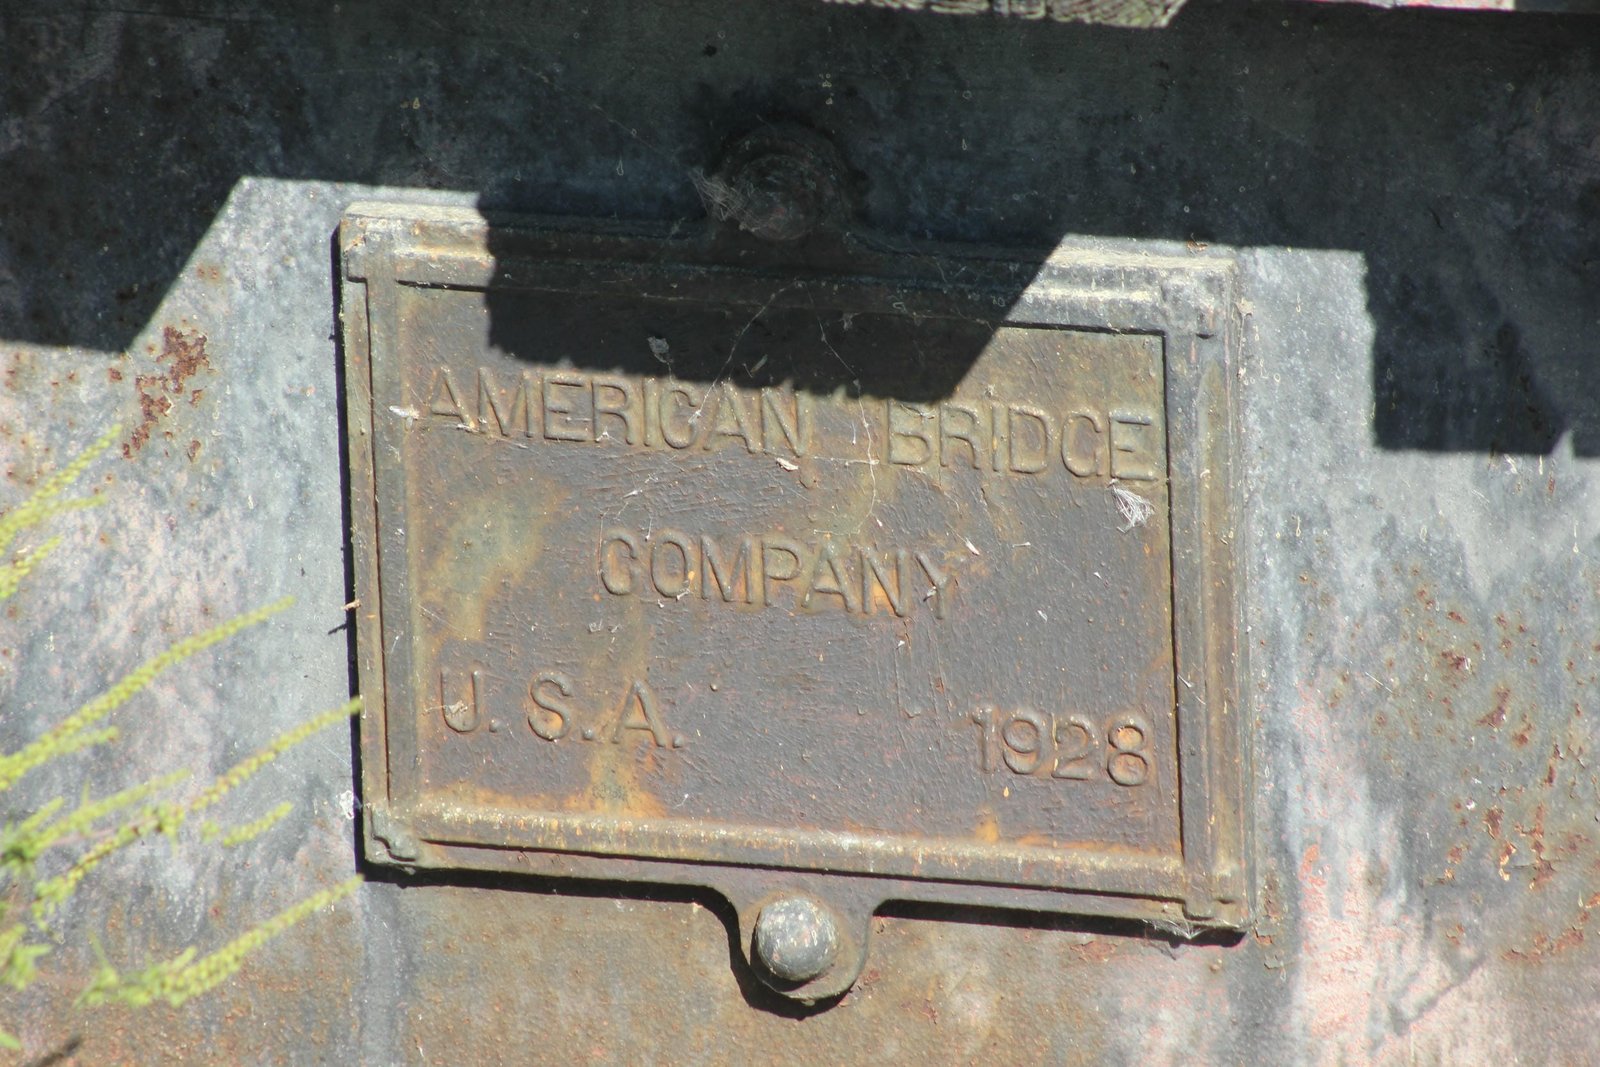 AMERICAN BRIDGE
COMPANY
U.S.A. 1928